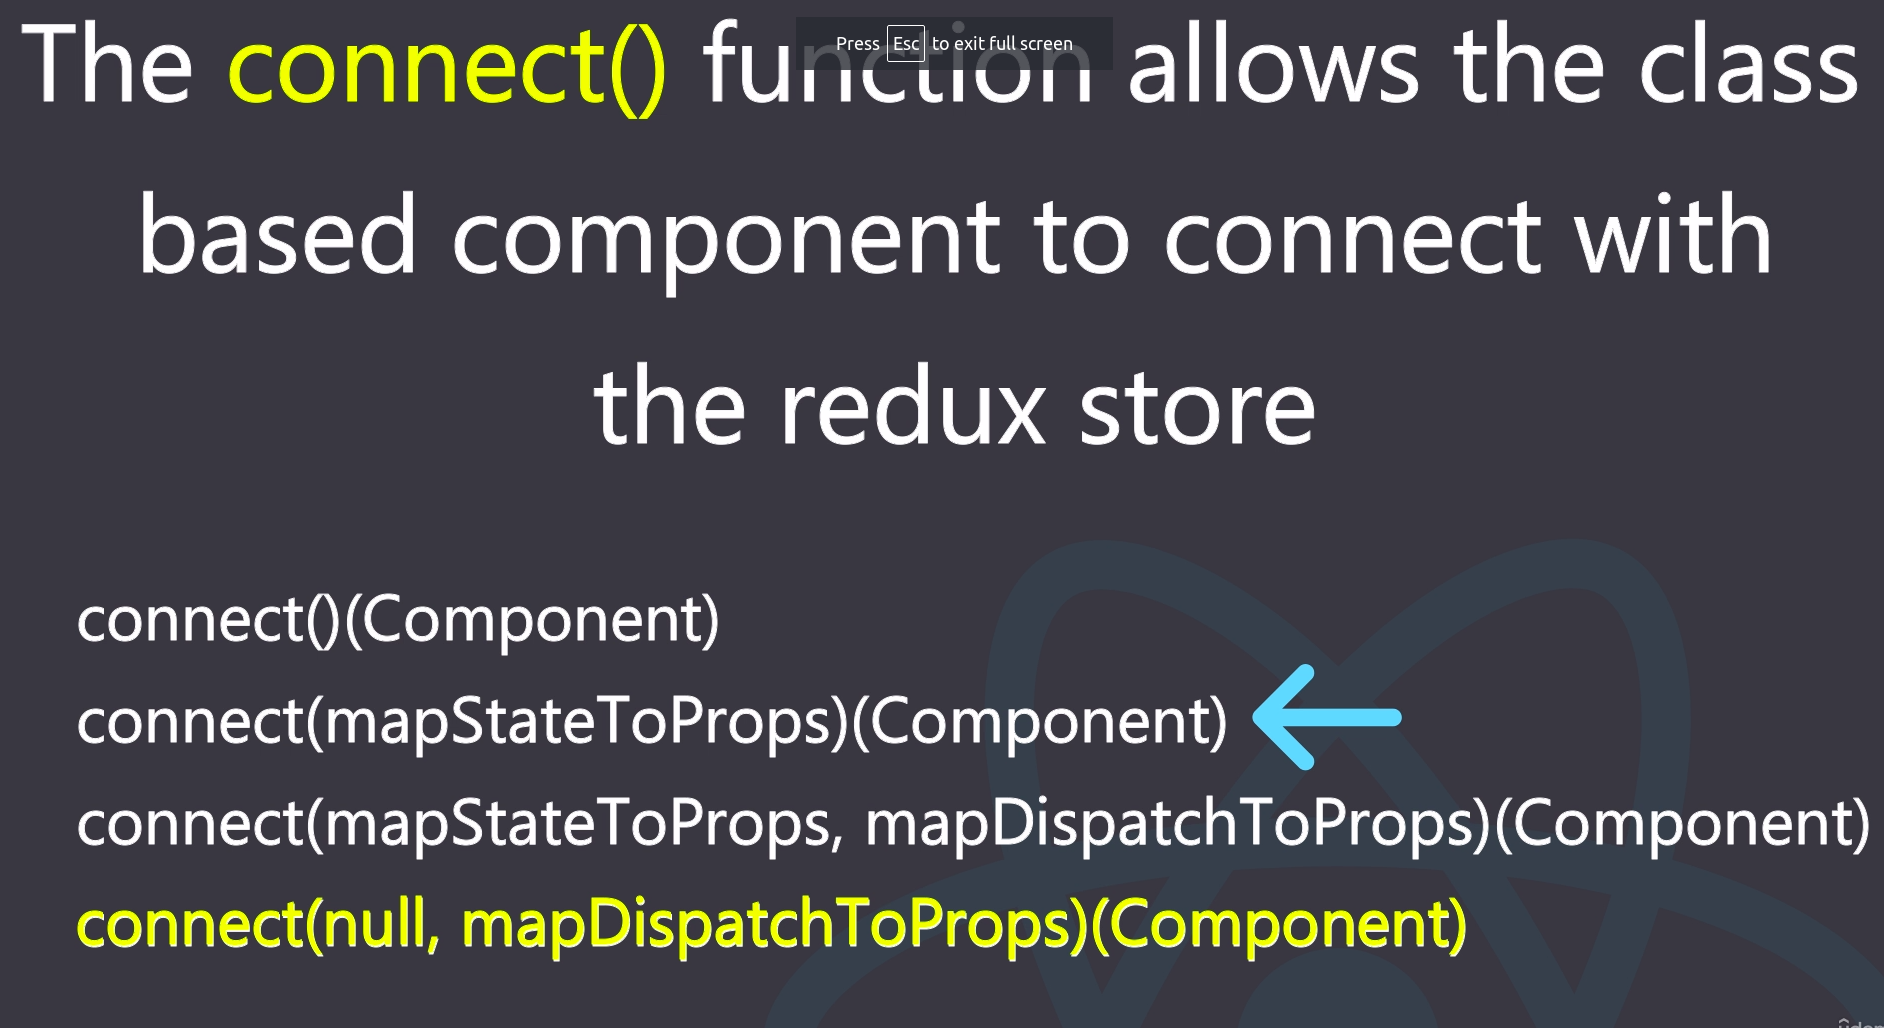 The connect() function allows the class
Press Esc to exit full screen
based component to connect with
the redux store
connect()(Component)
connect(mapStateToProps)(Component)
connect(mapStateToProps, mapDispatchToProps)(Component)
connect(null, mapDispatchToProps)(Component)